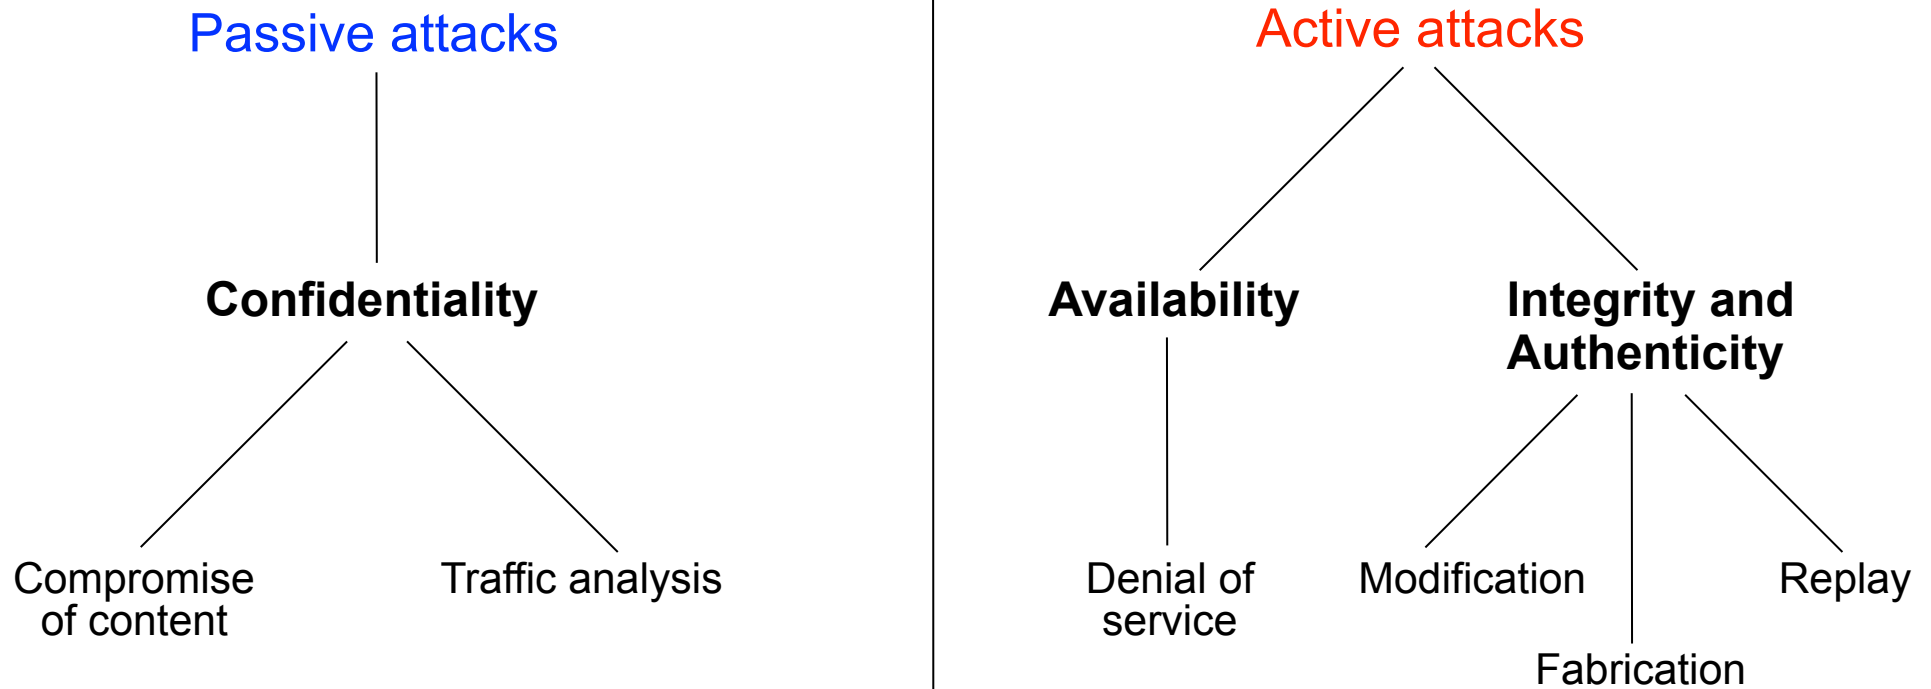 Passive attacks
Confidentiality
Compromise
of content
Traffic analysis
Active attacks
Availability
Integrity and
Authenticity
Denial of
service
Modification
Fabrication
Replay